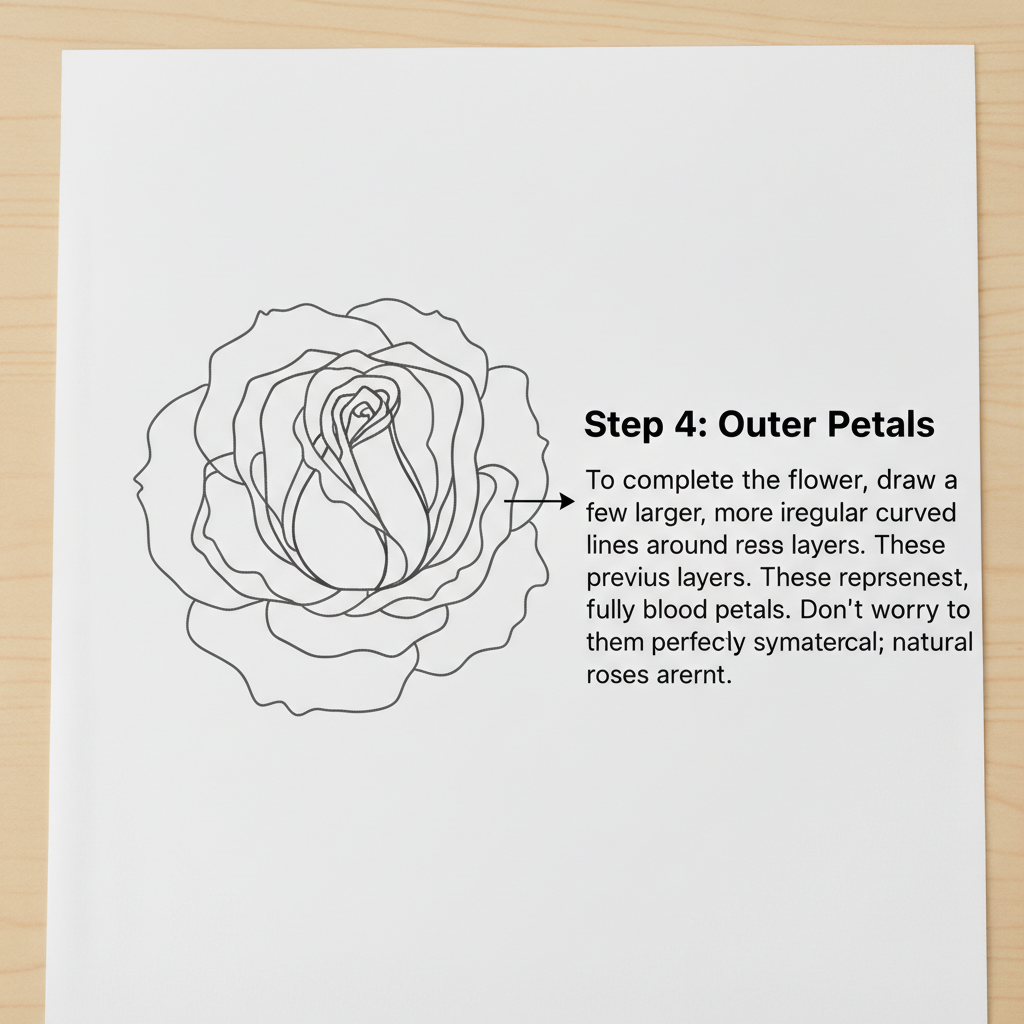 Step 4: Outer Petals
To complete the flower, draw a
few larger, more iregular curved
lines around ress layers. These
previus layers. These reprsenest,
fully blood petals. Don't worry to
them perfecly symatercal; natural
roses arernt.